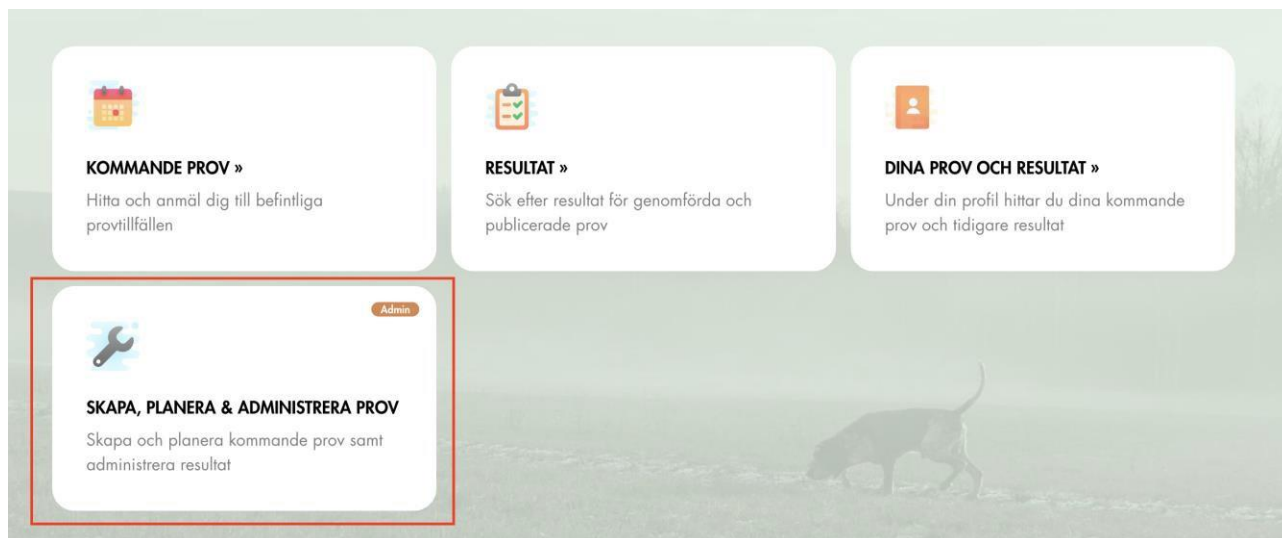 KOMMANDE PROV »
Hitta och anmäl dig till befintliga
provtillfällen
RESULTAT »
Sök efter resultat för genomförda och
publicerade prov
DINA PROV OCH RESULTAT »
Under din profil hittar du dina kommande
prov och tidigare resultat
Admin
SKAPA, PLANERA & ADMINISTRERA PROV
Skapa och planera kommande prov samt
administrera resultat